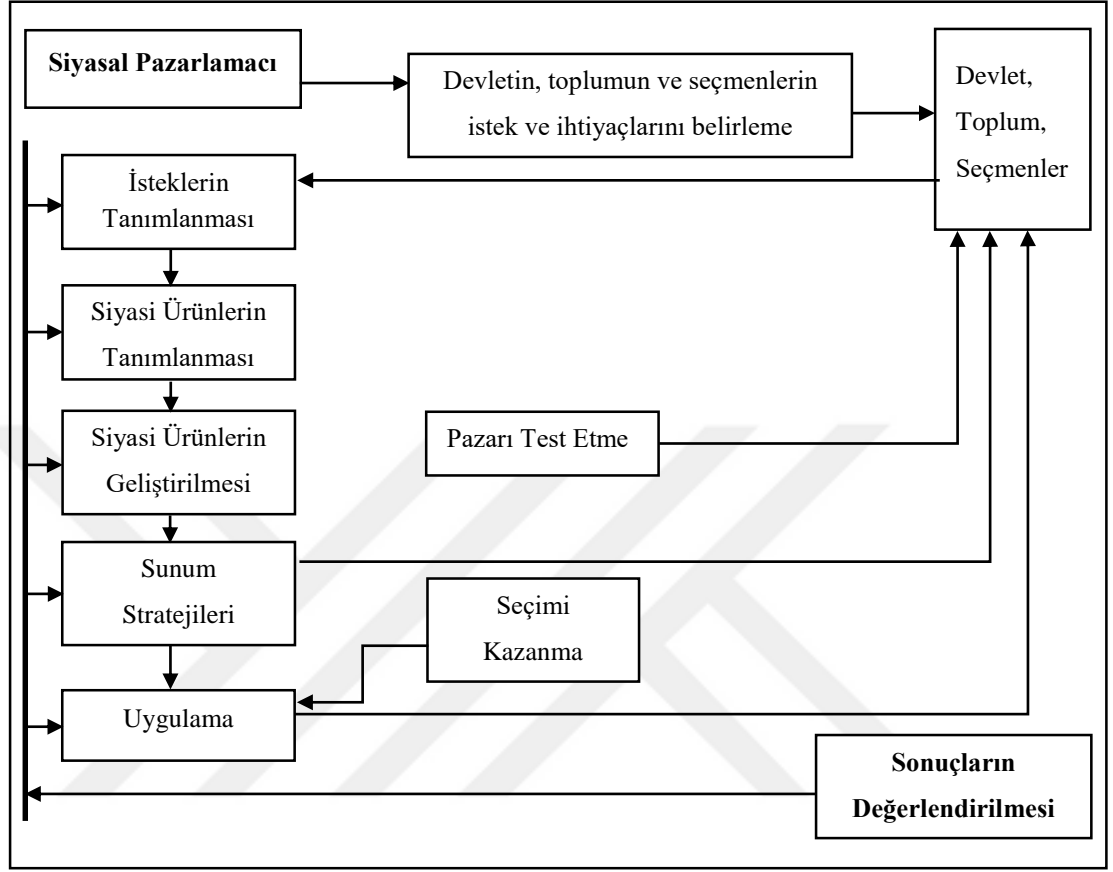 Siyasal Pazarlamacı
Devletin, toplumun ve seçmenlerin
istek ve ihtiyaçlarını belirleme
Devlet,
Toplum,
Seçmenler
İsteklerin
Tanımlanması
Siyasi Ürünlerin
Tanımlanması
Siyasi Ürünlerin
Geliştirilmesi
Pazarı Test Etme
Sunum
Stratejileri
Seçimi
Kazanma
Uygulama
Sonuçların
Değerlendirilmesi